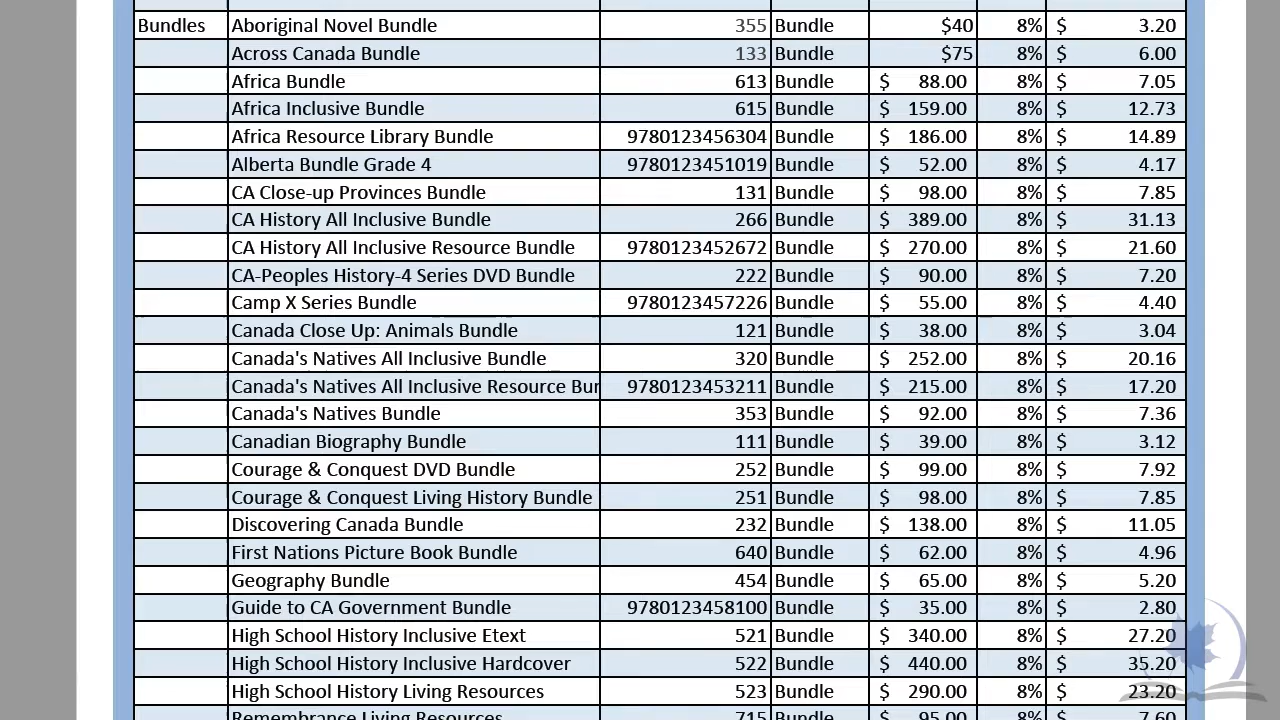 Bundles Aboriginal Novel Bundle 355 Bundle $40 8% $ 3.20
Across Canada Bundle 133 Bundle $75 8% $ 6.00
Africa Bundle 613 Bundle $ 88.00 8% $ 7.05
Africa Inclusive Bundle 615 Bundle $ 159.00 8% $ 12.73
Africa Resource Library Bundle 9780123456304 Bundle $ 186.00 8% $ 14.89
Alberta Bundle Grade 4 9780123451019 Bundle $ 52.00 8% $ 4.17
CA Close-up Provinces Bundle 131 Bundle $ 98.00 8% $ 7.85
CA History All Inclusive Bundle 266 Bundle $ 389.00 8% $ 31.13
CA History All Inclusive Resource Bundle 9780123452672 Bundle $ 270.00 8% $ 21.60
CA-Peoples History-4 Series DVD Bundle 222 Bundle $ 90.00 8% $ 7.20
Camp X Series Bundle 9780123457226 Bundle $ 55.00 8% $ 4.40
Canada Close Up: Animals Bundle 121 Bundle $ 38.00 8% $ 3.04
Canada's Natives All Inclusive Bundle 320 Bundle $ 252.00 8% $ 20.16
Canada's Natives All Inclusive Resource Bur 9780123453211 Bundle $ 215.00 8% $ 17.20
Canada's Natives Bundle 353 Bundle $ 92.00 8% $ 7.36
Canadian Biography Bundle 111 Bundle $ 39.00 8% $ 3.12
Courage & Conquest DVD Bundle 252 Bundle $ 99.00 8% $ 7.92
Courage & Conquest Living History Bundle 251 Bundle $ 98.00 8% $ 7.85
Discovering Canada Bundle 232 Bundle $ 138.00 8% $ 11.05
First Nations Picture Book Bundle 640 Bundle $ 62.00 8% $ 4.96
Geography Bundle 454 Bundle $ 65.00 8% $ 5.20
Guide to CA Government Bundle 9780123458100 Bundle $ 35.00 8% $ 2.80
High School History Inclusive Etext 521 Bundle $ 340.00 8% $ 27.20
High School History Inclusive Hardcover 522 Bundle $ 440.00 8% $ 35.20
High School History Living Resources 523 Bundle $ 290.00 8% $ 23.20
Remembrance Living Resources 715 Bundle $ 95.00 8% $ 7.60